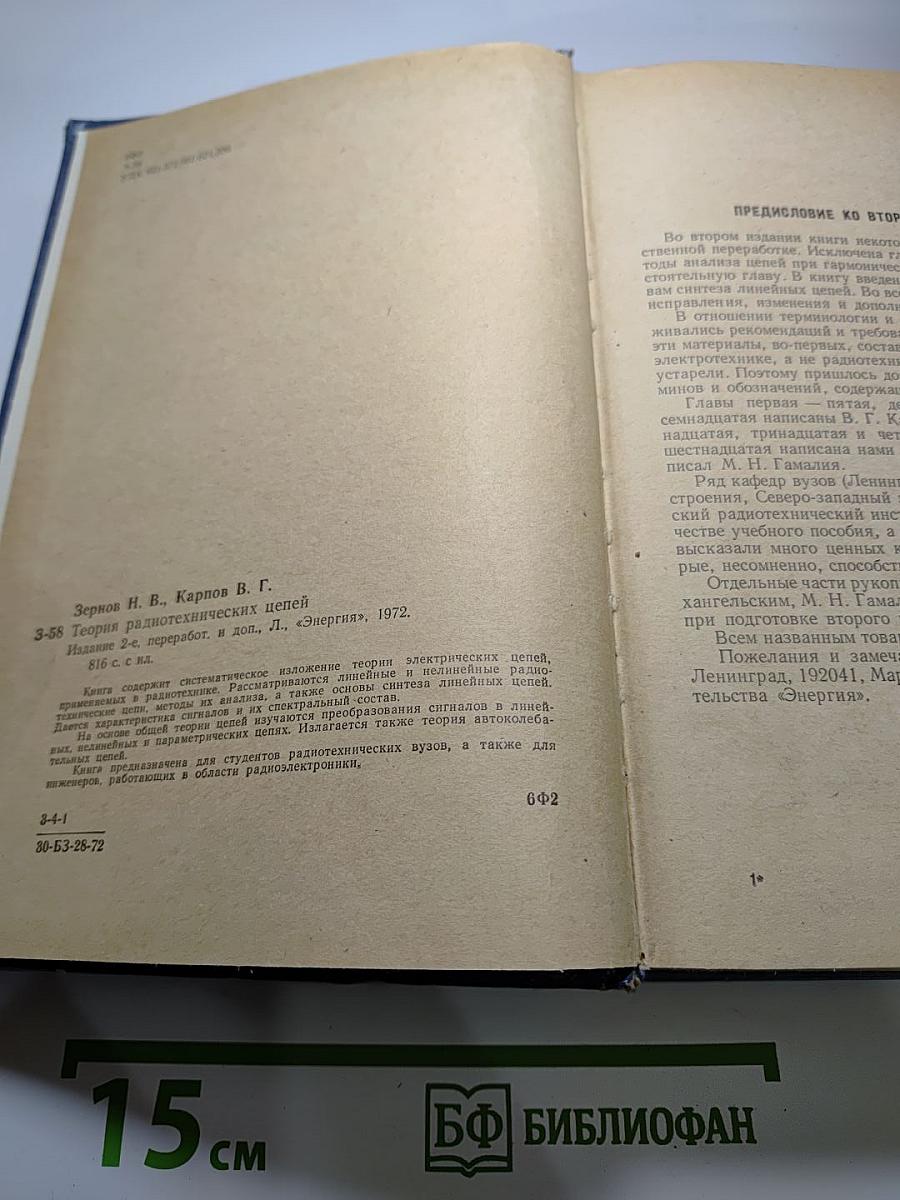 Зернов Н. В., Карпов В. Г.
З-58 Теория радиотехнических цепей
Издание 2-е, переработ. и доп., Л., «Энергия», 1972.
816 с. с ил.
Книга содержит систематическое изложение теории электрических цепей,
применяемых в радиотехнике. Рассматриваются линейные и нелинейные радио-
технические цепи, методы их анализа, а также основы синтеза линейных цепей.
Дается характеристика сигналов и их спектральный состав.
На основе общей теории цепей изучаются преобразования сигналов в линей-
ных, нелинейных и параметрических цепях. Излагается также теория автоколеба-
тельных цепей.
Книга предназначена для студентов радиотехнических вузов, а также для
инженеров, работающих в области радиоэлектроники.
3-4-1
30-БЗ-28-72
6Ф2
ПРЕДИСЛОВИЕ КО ВТОР
Во втором издании книги некото
ственной переработке. Исключена гл
тоды анализа цепей при гармоничес
стоятельную главу. В книгу введен
вам синтеза линейных цепей. Во все
исправления, изменения и дополн
В отношении терминологии и
живались рекомендаций и требова
эти материалы, во-первых, состав
электротехнике, а не радиотехни
устарели. Поэтому пришлось до
минов и обозначений, содержащ
Главы первая — пятая, де
семнадцатая написаны В. Г. К
надцатая, тринадцатая и чет
шестнадцатая написана нами
писал М. Н. Гамалия.
Ряд кафедр вузов (Ленинг
строения, Северо-западный
ский радиотехнический инс
честве учебного пособия, а
высказали много ценных
рые, несомненно, способств
Отдельные части рукоп
хангельским, М. Н. Гамал
при подготовке второго
Всем названным това
Пожелания и замеча
Ленинград, 192041, Мар
тельства «Энергия».
1*
15 см
БФ БИБЛИОФАН